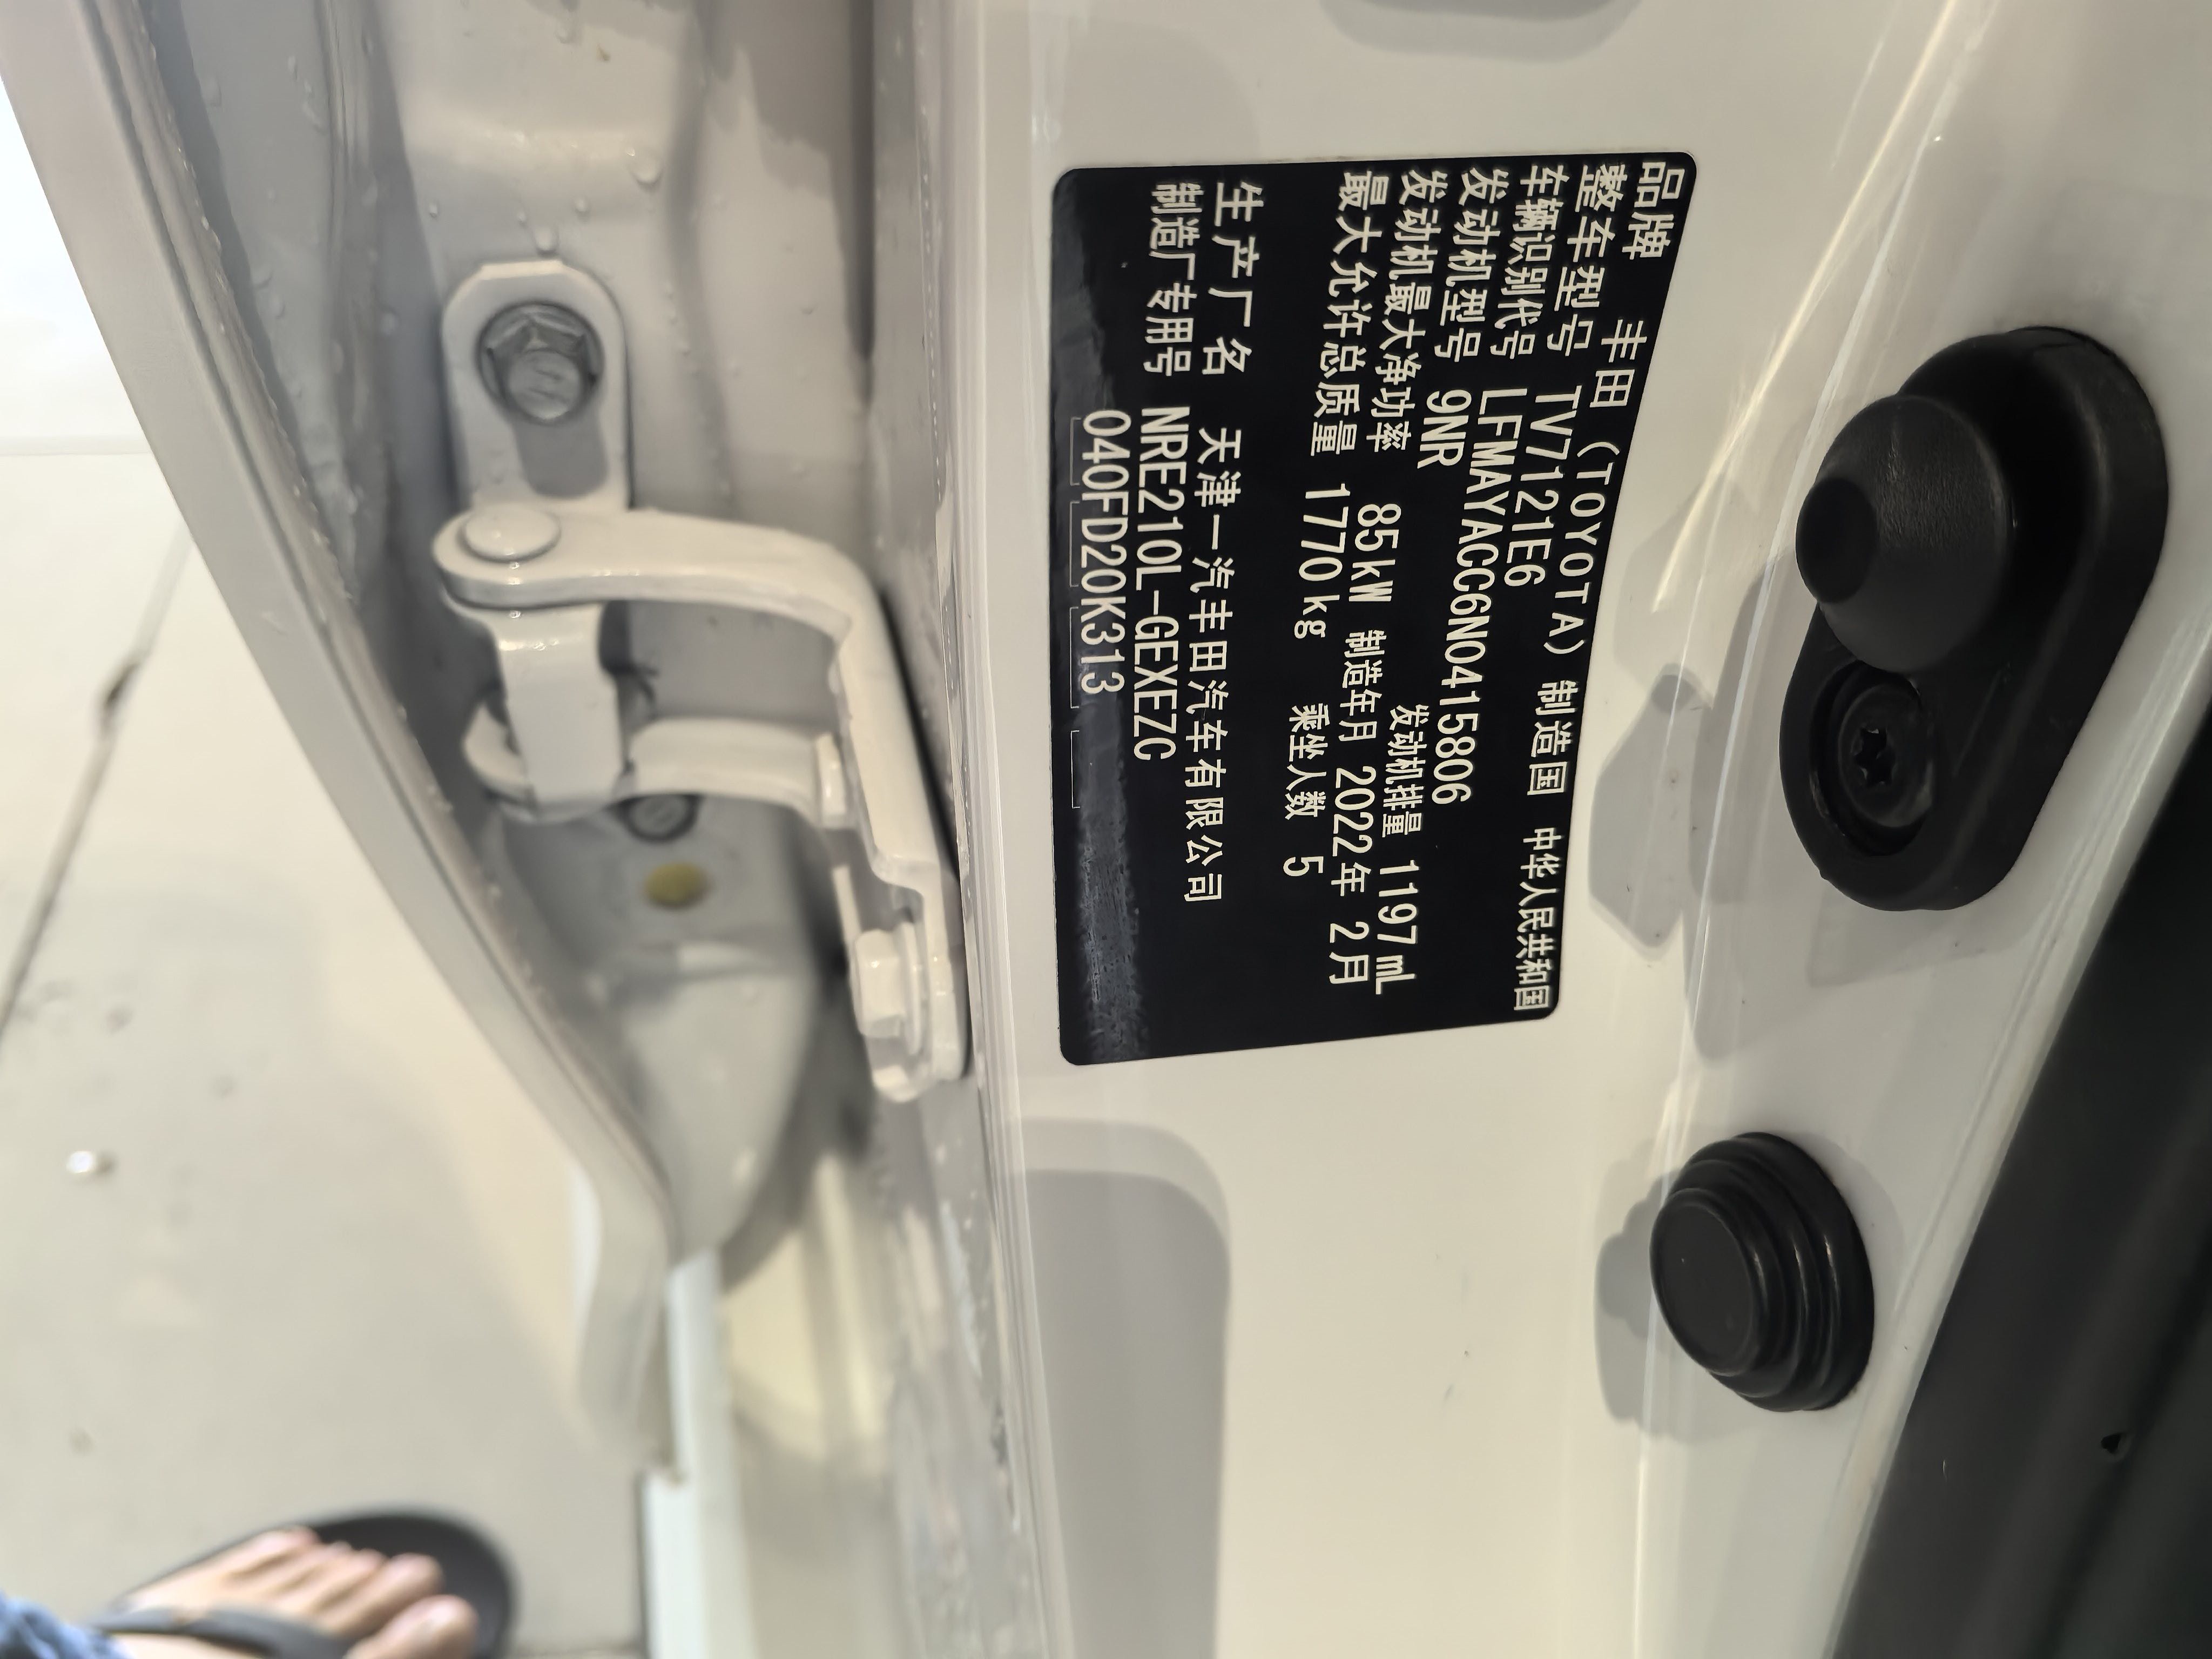 品牌 丰田 (TOYOTA) 制造国 中华人民共和国
整车型号 TV7121E6
车辆识别代号 LFMAYACC6N0415806
发动机型号 9NR 发动机排量 1197 mL
发动机最大净功率 85 kW 制造年月 2022年 2月
最大允许总质量 1770 kg 乘坐人数 5
生产厂名 天津一汽丰田汽车有限公司
制造厂专用号 NRE210L-GEXEZC
040FD20K313